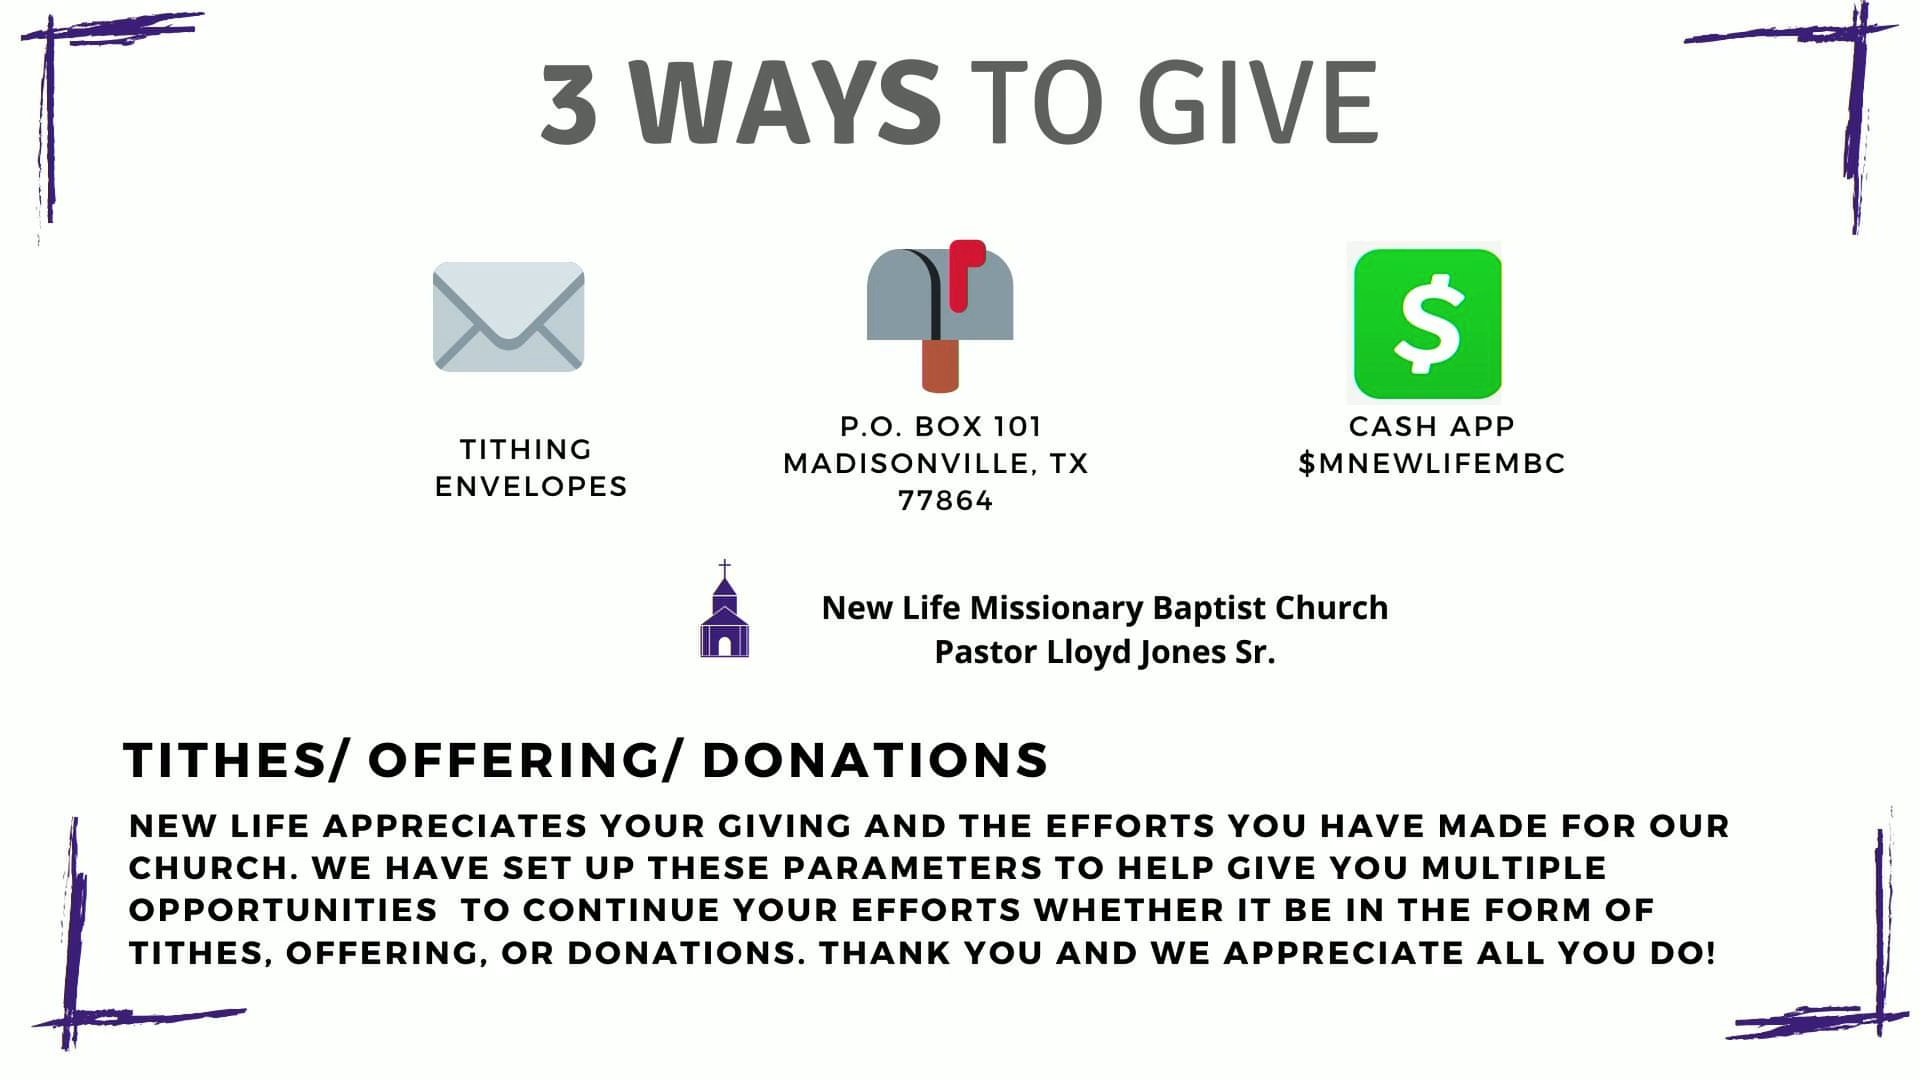 3 WAYS TO GIVE
TITHING
ENVELOPES
P.O. BOX 101
MADISONVILLE, TX
77864
CASH APP
$MNEWLIFEMBC
New Life Missionary Baptist Church
Pastor Lloyd Jones Sr.
TITHES/ OFFERING/ DONATIONS
NEW LIFE APPRECIATES YOUR GIVING AND THE EFFORTS YOU HAVE MADE FOR OUR
CHURCH. WE HAVE SET UP THESE PARAMETERS TO HELP GIVE YOU MULTIPLE
OPPORTUNITIES  TO CONTINUE YOUR EFFORTS WHETHER IT BE IN THE FORM OF
TITHES, OFFERING, OR DONATIONS. THANK YOU AND WE APPRECIATE ALL YOU DO!